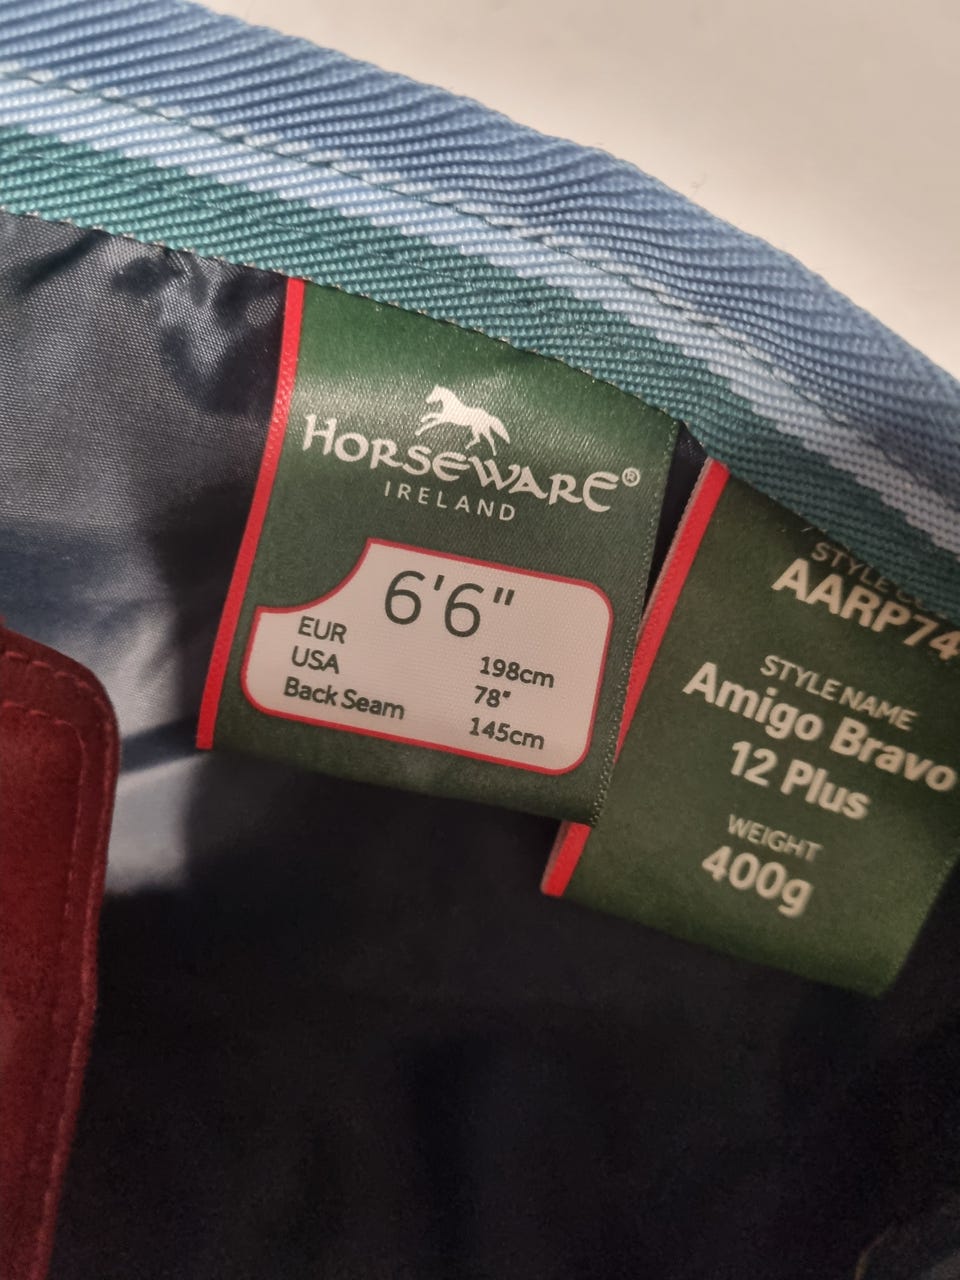 HORSEWARE®
IRELAND
6'6"
EUR 198cm
USA 78"
Back Seam 145cm
STYLE
AARP74
STYLE NAME
Amigo Bravo
12 Plus
WEIGHT
400g